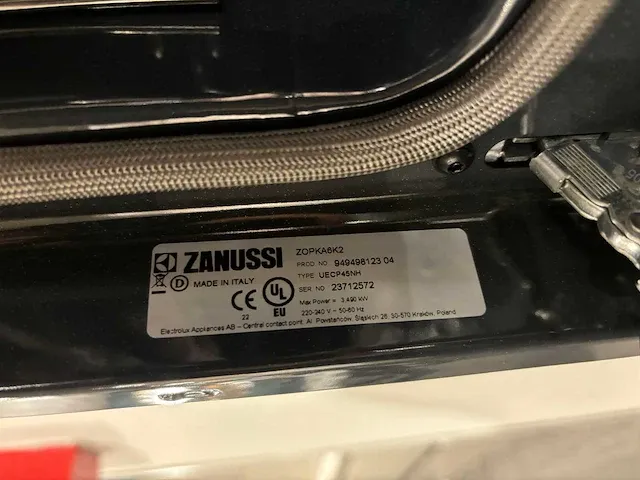 ZANUSSI
ZOPKA6K2
PROD. NO 949498123 04
D MADE IN ITALY
TYPE UECP45NH
SER. NO 23712572
CE UL EU
22
Max Power = 3,490 kW
220-240 V ~ 50-60 Hz
Electrolux Appliances AB – Central contact point: Al. Powstańców, Śląskich 26; 30-570 Kraków, Poland